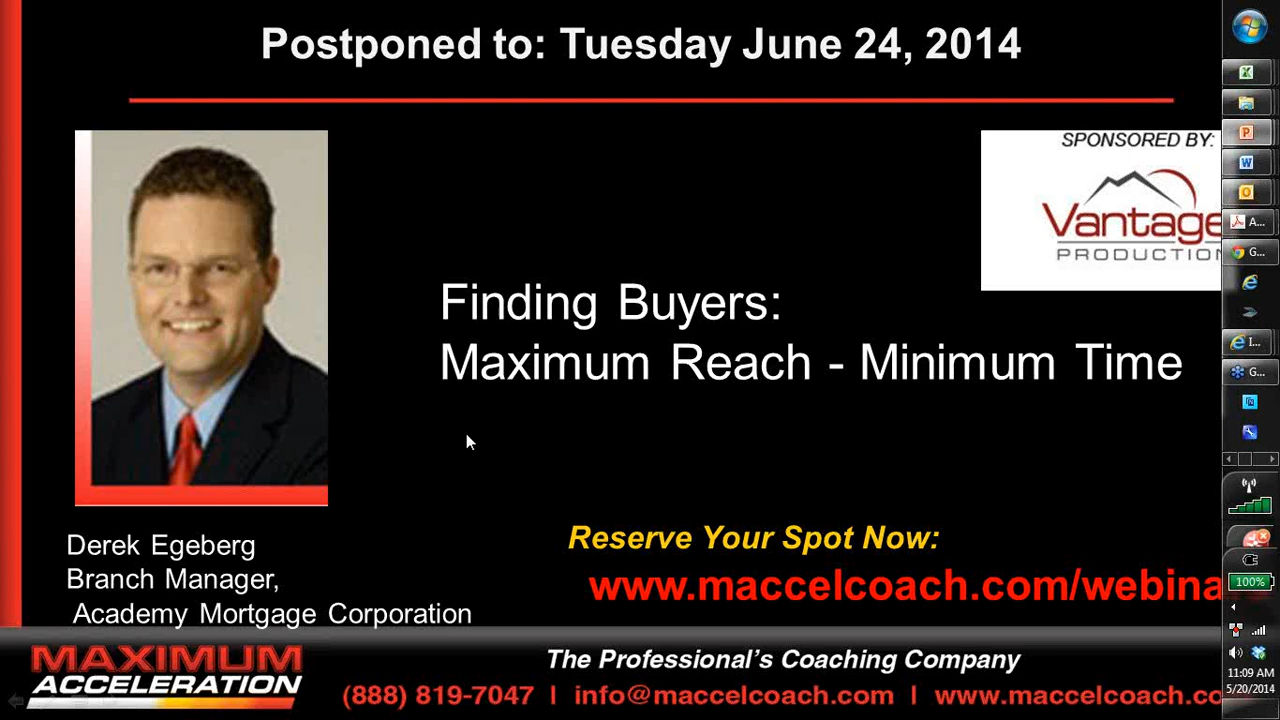 Postponed to: Tuesday June 24, 2014
SPONSORED BY:
Vantage
PRODUCTION
Finding Buyers:
Maximum Reach - Minimum Time
Reserve Your Spot Now:
www.maccelcoach.com/webina
Derek Egeberg
Branch Manager,
Academy Mortgage Corporation
MAXIMUM
ACCELERATION
The Professional's Coaching Company
(888) 819-7047 | info@maccelcoach.com | www.maccelcoach.co
A...
G...
I...
G...
100%
11:09 AM
5/20/2014